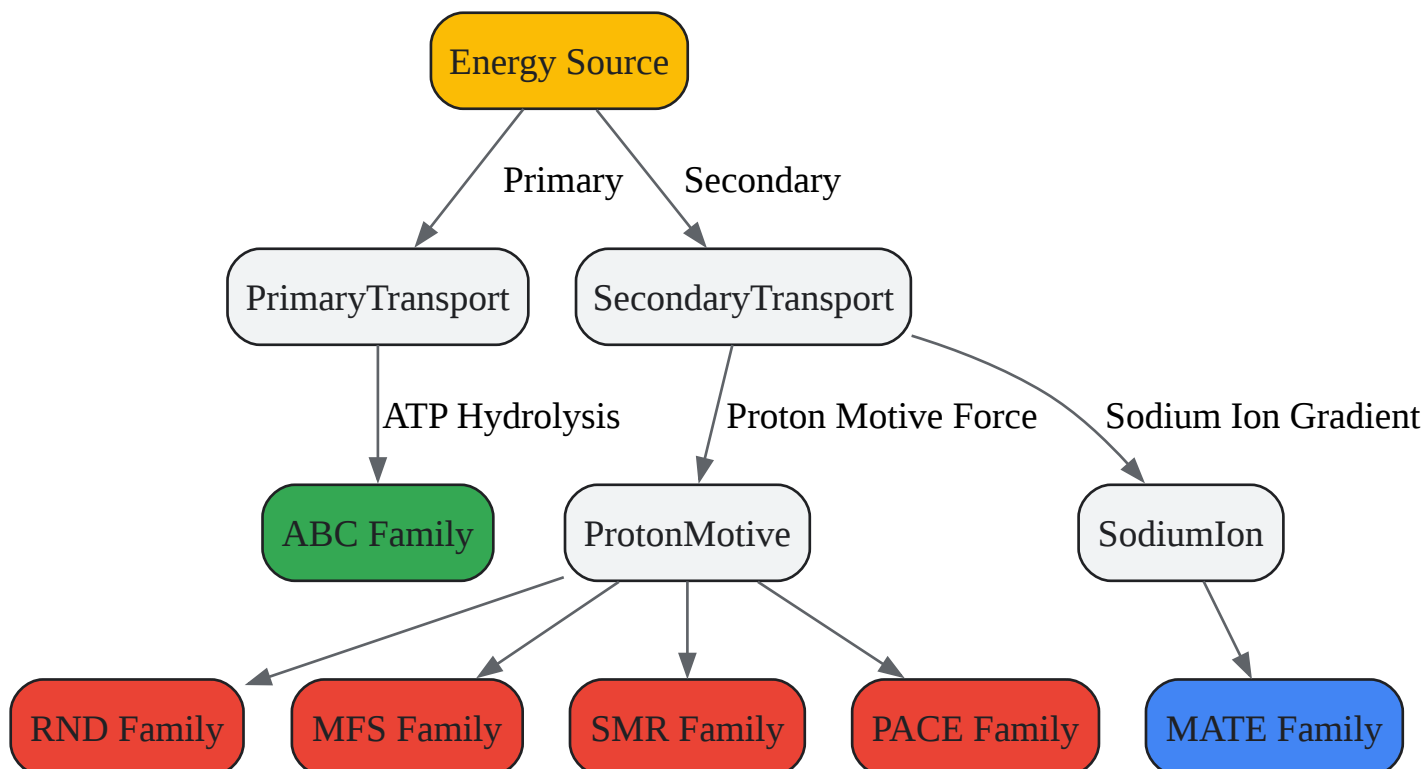 Energy Source
Primary
Secondary
PrimaryTransport
SecondaryTransport
ATP Hydrolysis
Proton Motive Force
Sodium Ion Gradient
ABC Family
ProtonMotive
SodiumIon
RND Family
MFS Family
SMR Family
PACE Family
MATE Family